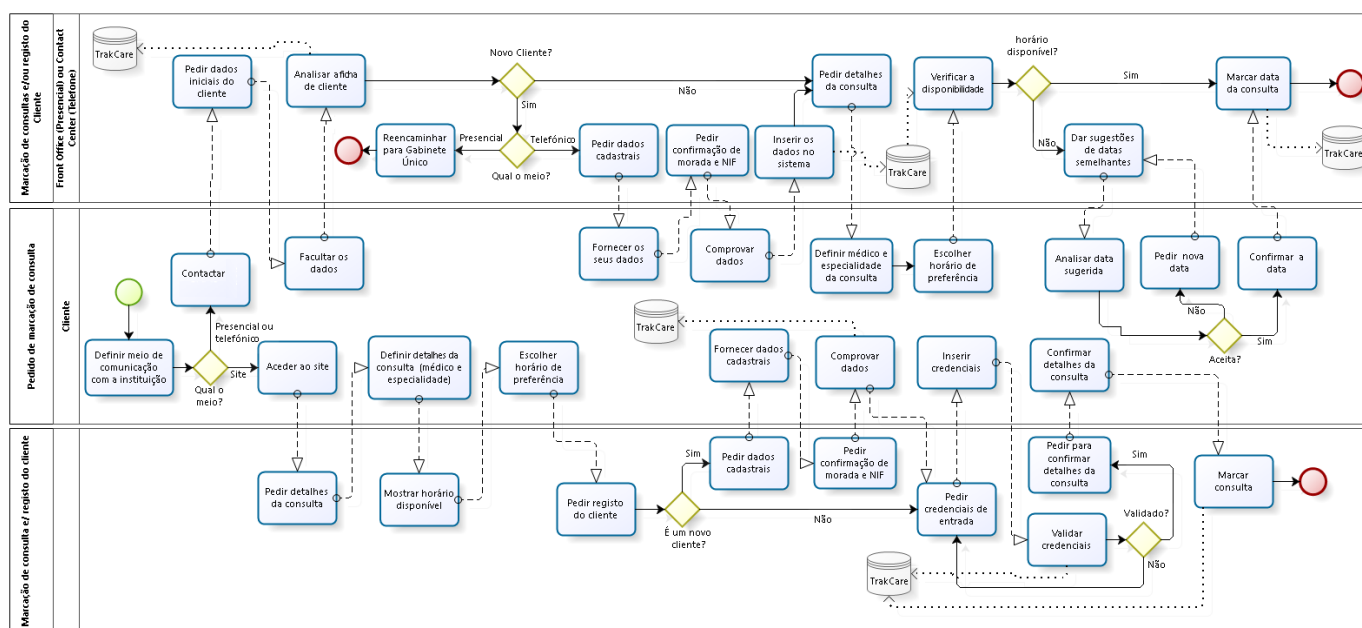 Marcação de consultas e/ou registo do
Cliente
Front Office (Presencial) ou Contact
Center (Telefone)
TrakCare
Pedir dados
iniciais do
cliente
Analisar a ficha
de cliente
Novo Cliente?
Não
Sim
Reencaminhar
para Gabinete
Único
Presencial
Telefónico
Qual o meio?
Pedir dados
cadastrais
Pedir
confirmação de
morada e NIF
Inserir os
dados no
sistema
Pedir detalhes
da consulta
TrakCare
Verificar a
disponibilidade
horário
disponível?
Sim
Não
Dar sugestões
de datas
semelhantes
Marcar data
da consulta
TrakCare
Pedido de marcação de consulta
Cliente
Contactar
Facultar os
dados
Fornecer os
seus dados
Comprovar
dados
Definir médico e
especialidade
da consulta
Escolher
horário de
preferência
Analisar data
sugerida
Pedir nova
data
Confirmar a
data
Não
Sim
Aceita?
Definir meio de
comunicação
com a instituição
Presencial ou
telefónico
Site
Qual o
meio?
Aceder ao site
Definir detalhes da
consulta (médico e
especialidade)
Escolher
horário de
preferência
TrakCare
Fornecer dados
cadastrais
Comprovar
dados
Inserir
credenciais
Confirmar
detalhes da
consulta
Marcação de consulta e/ registo do cliente
Pedir detalhes
da consulta
Mostrar horário
disponível
Pedir registo
do cliente
É um novo
cliente?
Sim
Não
Pedir dados
cadastrais
Pedir
confirmação de
morada e NIF
Pedir
credenciais de
entrada
TrakCare
Validar
credenciais
Validado?
Sim
Não
Pedir para
confirmar
detalhes da
consulta
Marcar
consulta